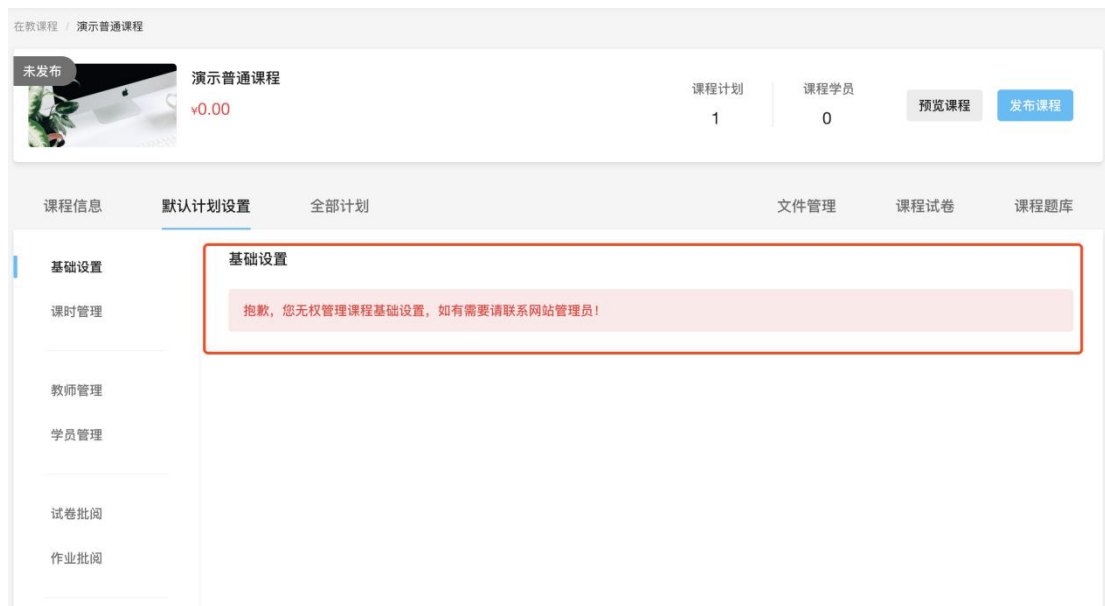 在教课程 / 演示普通课程
未发布
演示普通课程
¥0.00
课程计划
1
课程学员
0
预览课程
发布课程
课程信息 默认计划设置 全部计划 文件管理 课程试卷 课程题库
基础设置
课时管理
教师管理
学员管理
试卷批阅
作业批阅
基础设置
抱歉，您无权管理课程基础设置，如有需要请联系网站管理员！